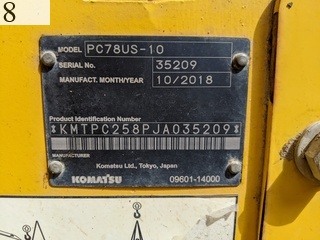 8
MODEL PC78US-10
SERIAL No. 35209
MANUFACT. MONTH/YEAR 10/2018
Product Identification Number
*KMTPC258PJA035209*
MANUFACTURER
Komatsu Ltd., Tokyo, Japan
KOMATSU 09601-14000